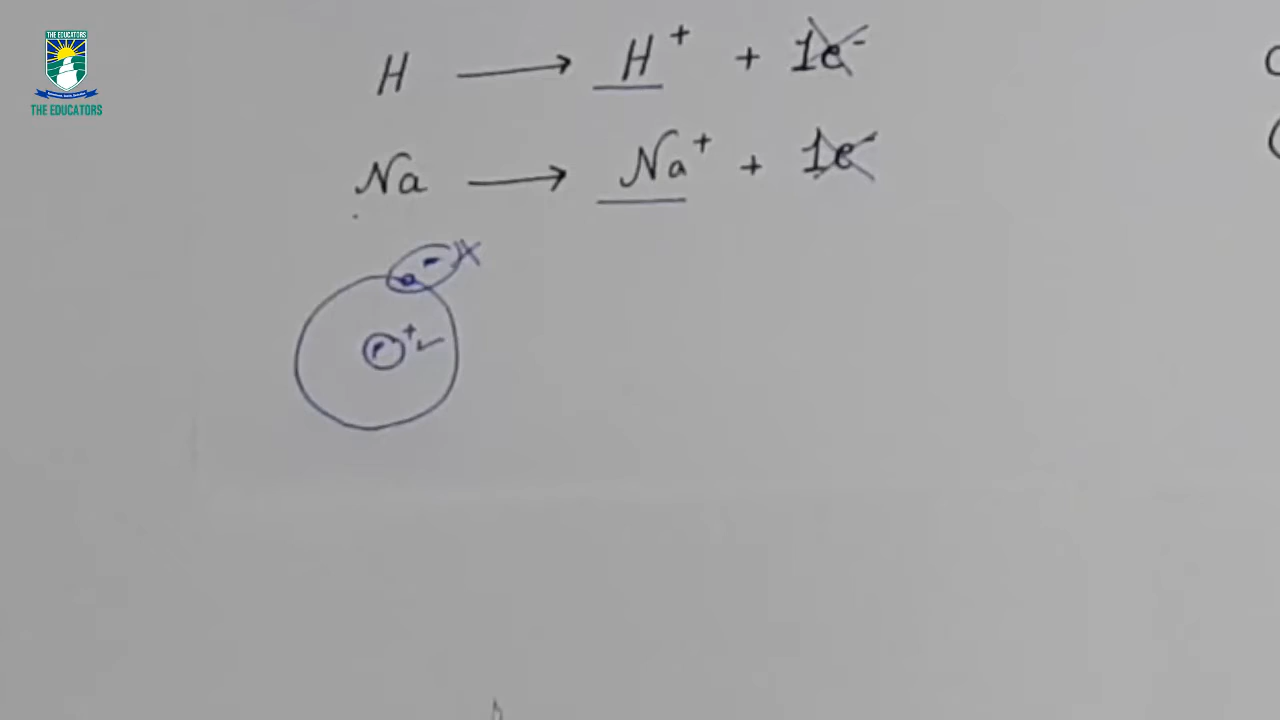 THE EDUCATORS
THE EDUCATORS
H ⟶ H⁺ + 1e⁻
Na ⟶ Na⁺ + 1e⁻
-
P +